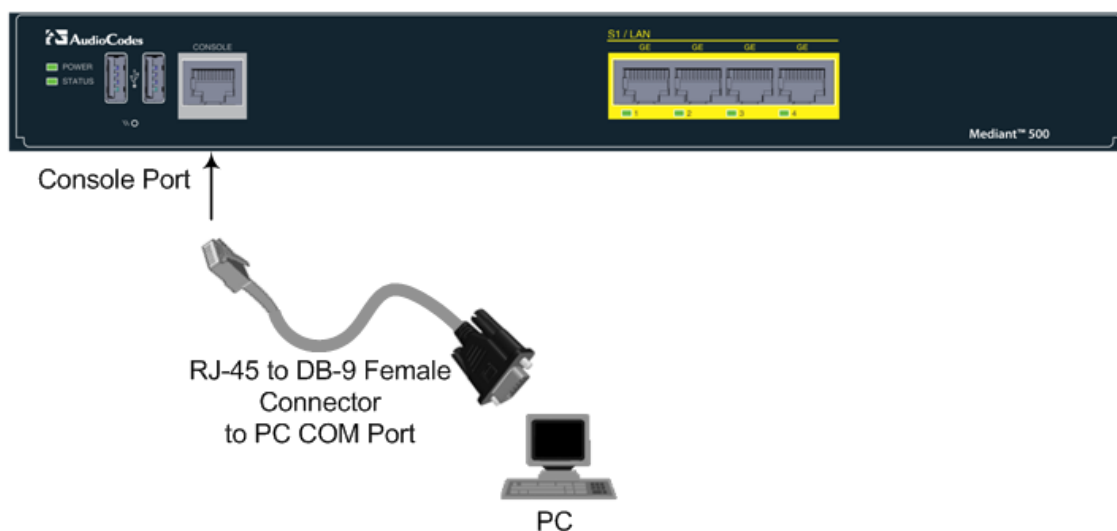 AudioCodes
POWER
STATUS
CONSOLE
S1 / LAN
GE GE GE GE
1 2 3 4
Mediant™ 500
Console Port
RJ-45 to DB-9 Female
Connector
to PC COM Port
PC